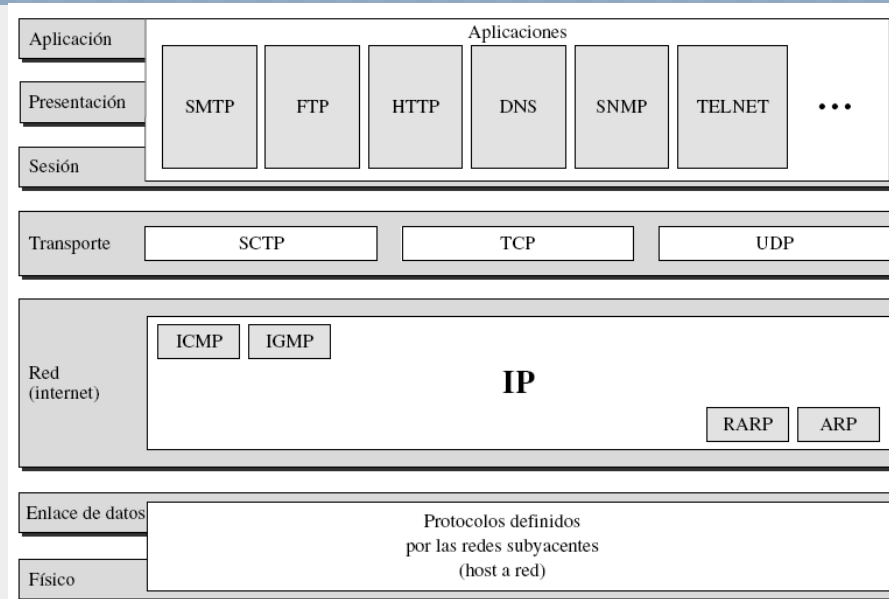 Aplicación
Aplicaciones
Presentación
SMTP FTP HTTP DNS SNMP TELNET ...
Sesión
Transporte SCTP TCP UDP
ICMP IGMP
Red
(internet)
IP
RARP ARP
Enlace de datos
Protocolos definidos
por las redes subyacentes
(host a red)
Físico